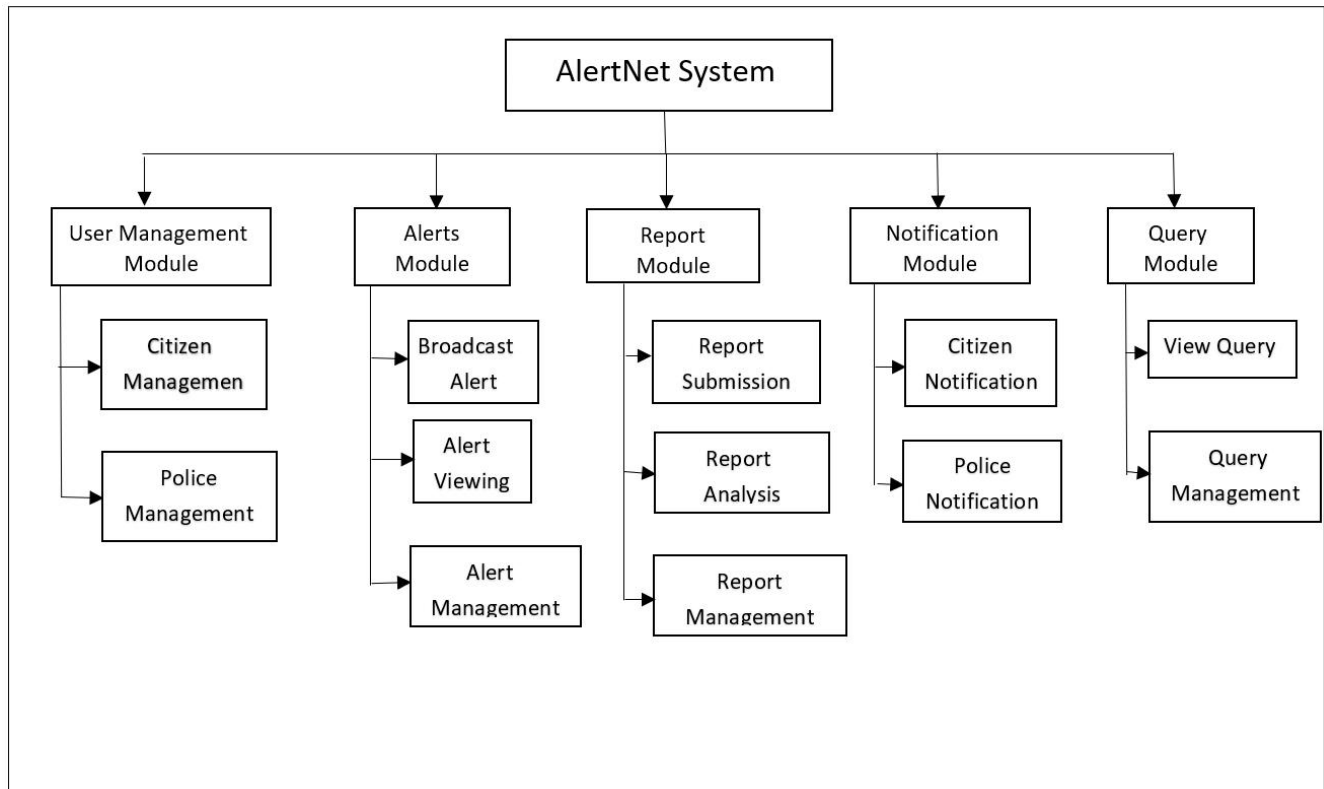 AlertNet System
User Management
Module
Citizen
Managemen
Police
Management
Alerts
Module
Broadcast
Alert
Alert
Viewing
Alert
Management
Report
Module
Report
Submission
Report
Analysis
Report
Management
Notification
Module
Citizen
Notification
Police
Notification
Query
Module
View Query
Query
Management